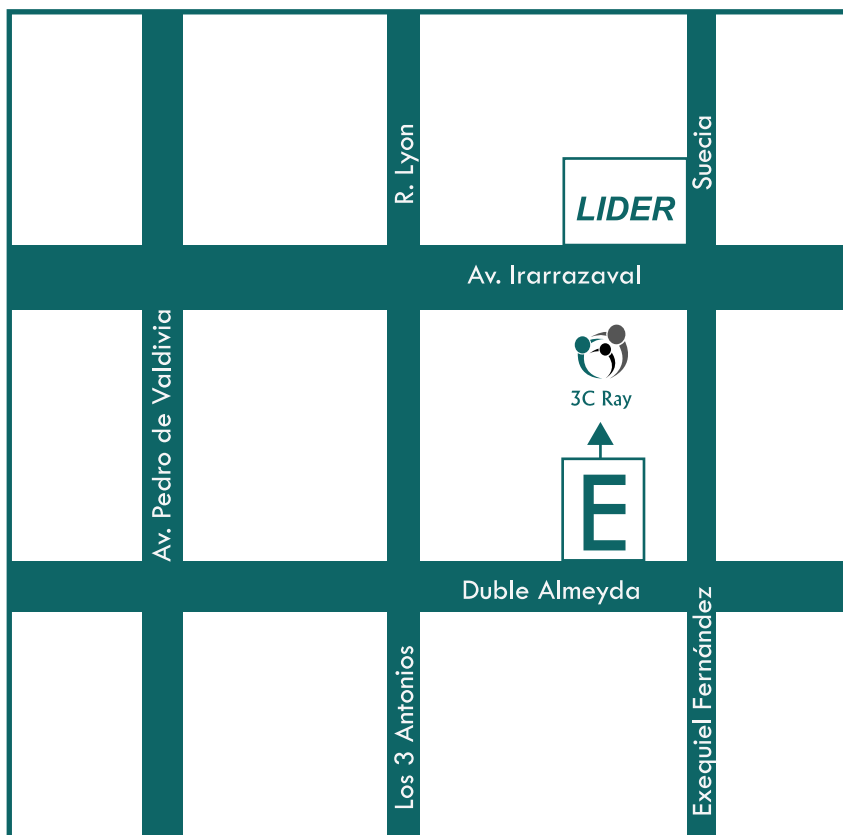 R. Lyon
Suecia
LIDER
Av. Irarrazaval
Av. Pedro de Valdivia
3C Ray
E
Duble Almeyda
Los 3 Antonios
Exequiel Fernández